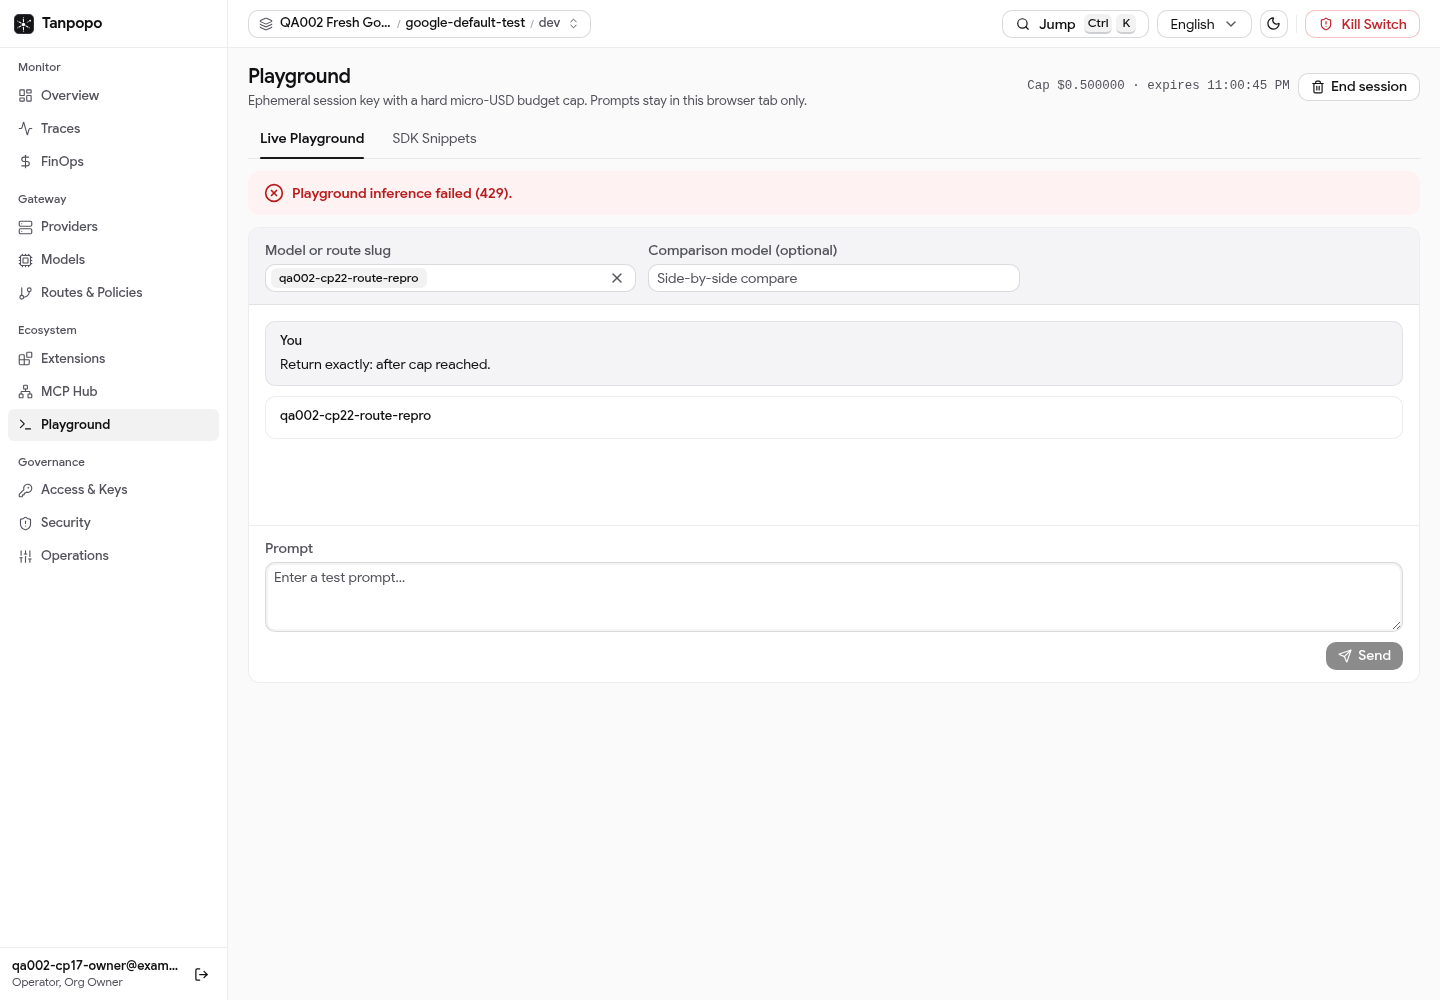 Tanpopo
QA002 Fresh Go... / google-default-test / dev
Jump Ctrl K
English
Kill Switch
Monitor
Overview
Traces
FinOps
Gateway
Providers
Models
Routes & Policies
Ecosystem
Extensions
MCP Hub
Playground
Governance
Access & Keys
Security
Operations
qa002-cp17-owner@exam...
Operator, Org Owner
Playground
Ephemeral session key with a hard micro-USD budget cap. Prompts stay in this browser tab only.
Cap $0.500000 · expires 11:00:45 PM
End session
Live Playground
SDK Snippets
Playground inference failed (429).
Model or route slug
qa002-cp22-route-repro
Comparison model (optional)
Side-by-side compare
You
Return exactly: after cap reached.
qa002-cp22-route-repro
Prompt
Enter a test prompt...
Send